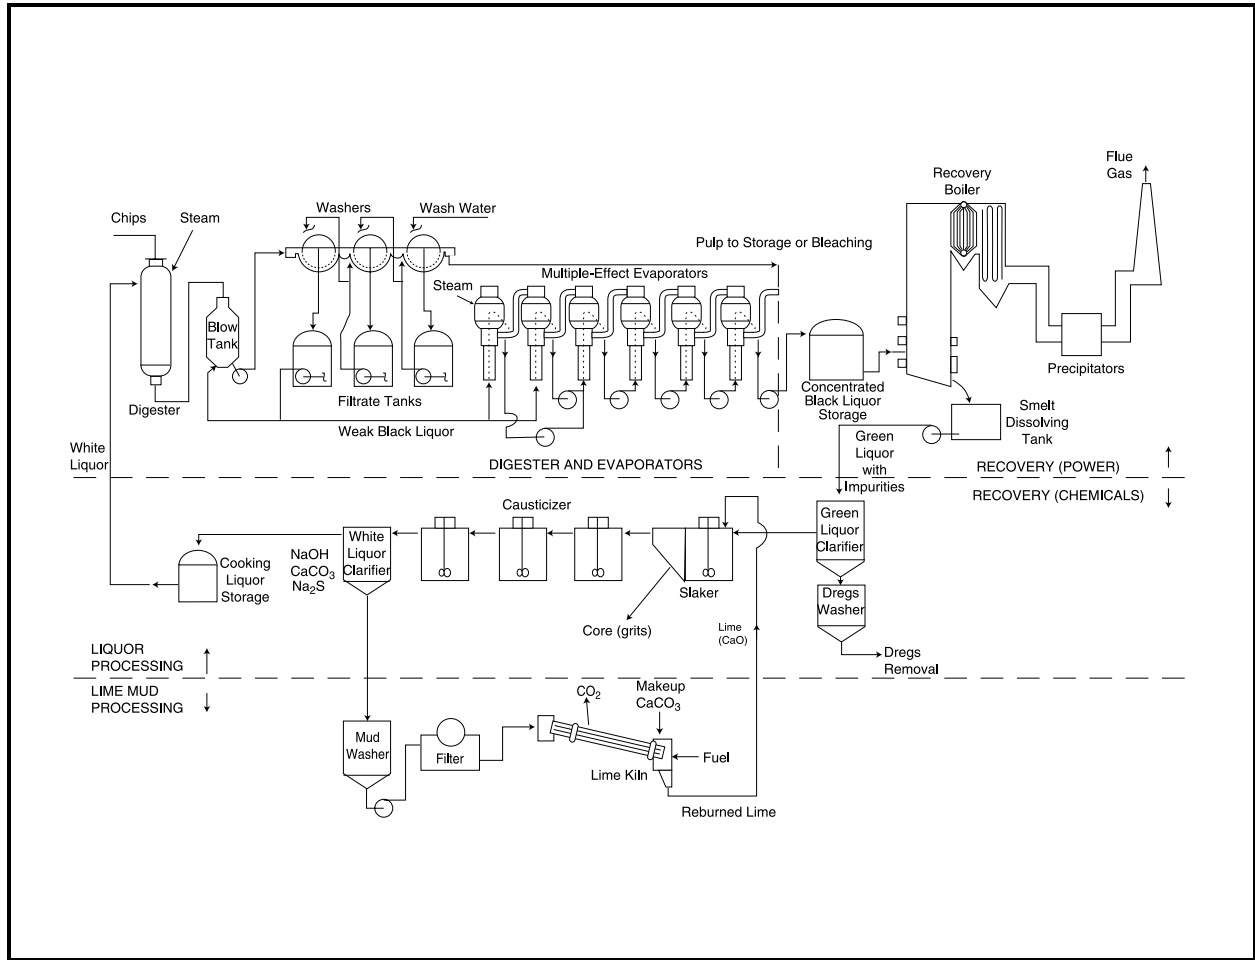 Flue
Gas
Recovery
Boiler
Chips
Steam
Washers
Wash Water
Pulp to Storage or Bleaching
Multiple-Effect Evaporators
Steam
Blow
Tank
Precipitators
Digester
Filtrate Tanks
Concentrated
Black Liquor
Storage
Smelt
Dissolving
Tank
Weak Black Liquor
White
Liquor
Green
Liquor
with
Impurities
DIGESTER AND EVAPORATORS
RECOVERY (POWER)
RECOVERY (CHEMICALS)
Causticizer
Green
Liquor
Clarifier
White
Liquor
Clarifier
NaOH
CaCO3
Na2S
Cooking
Liquor
Storage
Slaker
Dregs
Washer
Core (grits)
Lime
(CaO)
Dregs
Removal
LIQUOR
PROCESSING
LIME MUD
PROCESSING
CO2
Makeup
CaCO3
Mud
Washer
Filter
Fuel
Lime Kiln
Reburned Lime